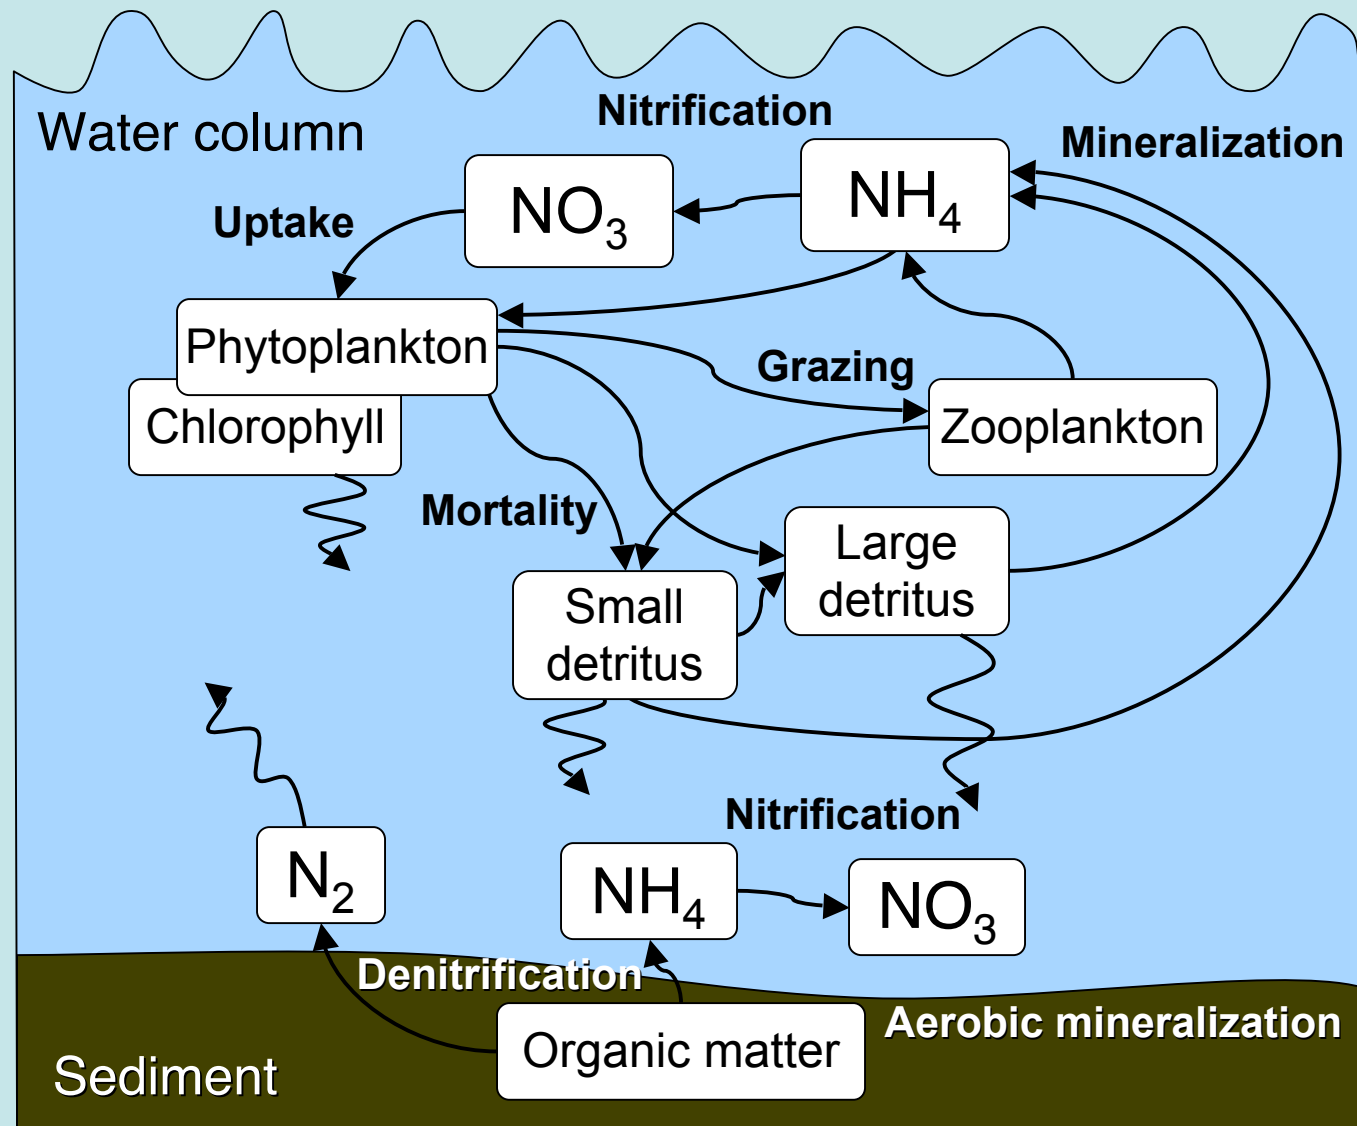 Nitrification
Water column
Mineralization
NO₃
NH₄
Uptake
Phytoplankton
Grazing
Chlorophyll
Zooplankton
Mortality
Large
detritus
Small
detritus
Nitrification
N₂
NH₄
NO₃
Denitrification
Aerobic mineralization
Organic matter
Sediment